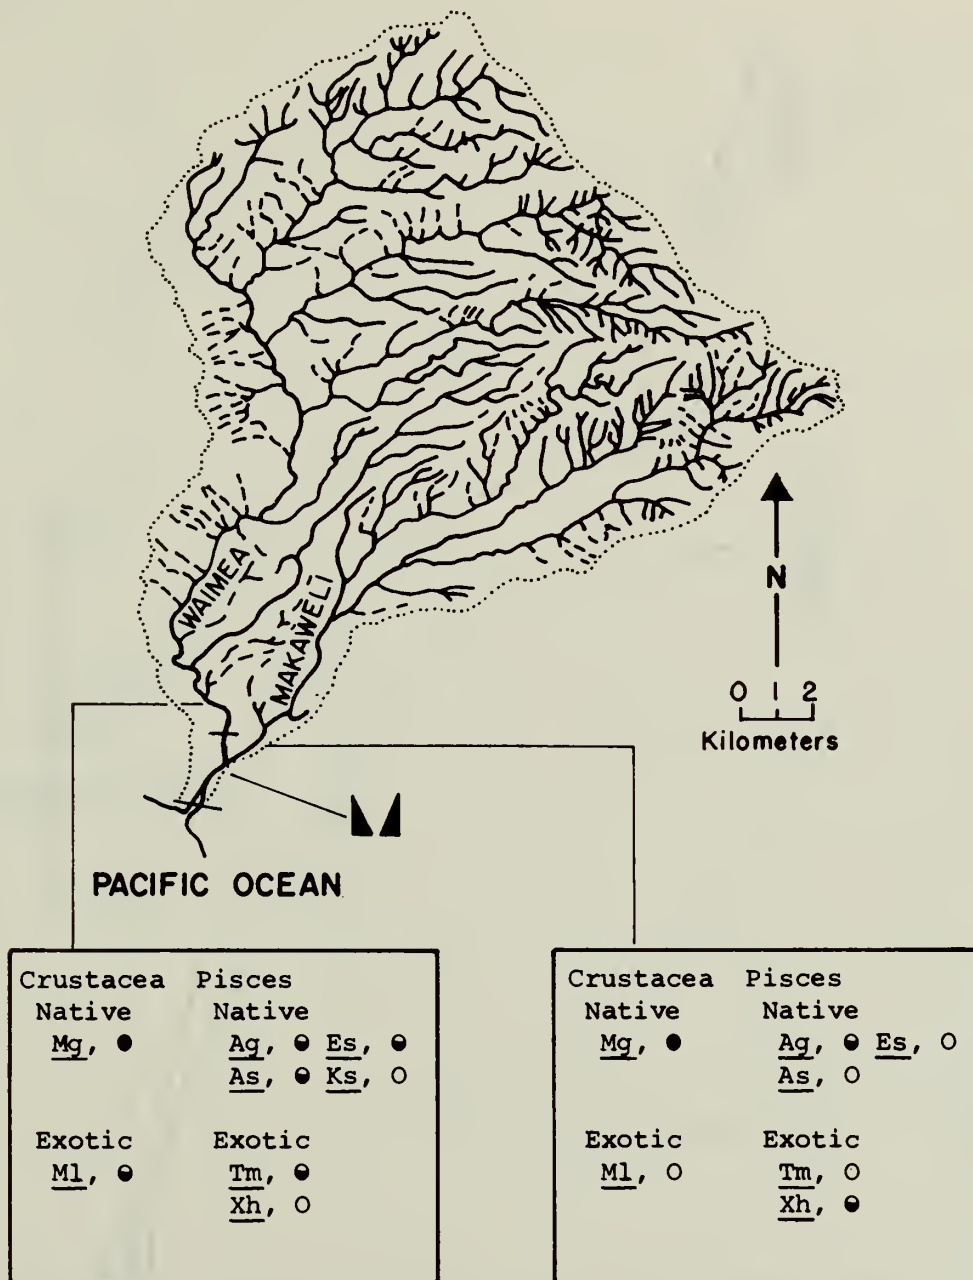 WAIMEA
MAKAWELI
N
0 1 2
Kilometers
PACIFIC OCEAN
Crustacea Pisces
Native Native
Mg, ● Ag, ◒ Es, ◒
As, ◒ Ks, ○
Exotic Exotic
Ml, ◒ Tm, ◒
Xh, ○
Crustacea Pisces
Native Native
Mg, ● Ag, ◒ Es, ○
As, ○
Exotic Exotic
Ml, ○ Tm, ○
Xh, ◒